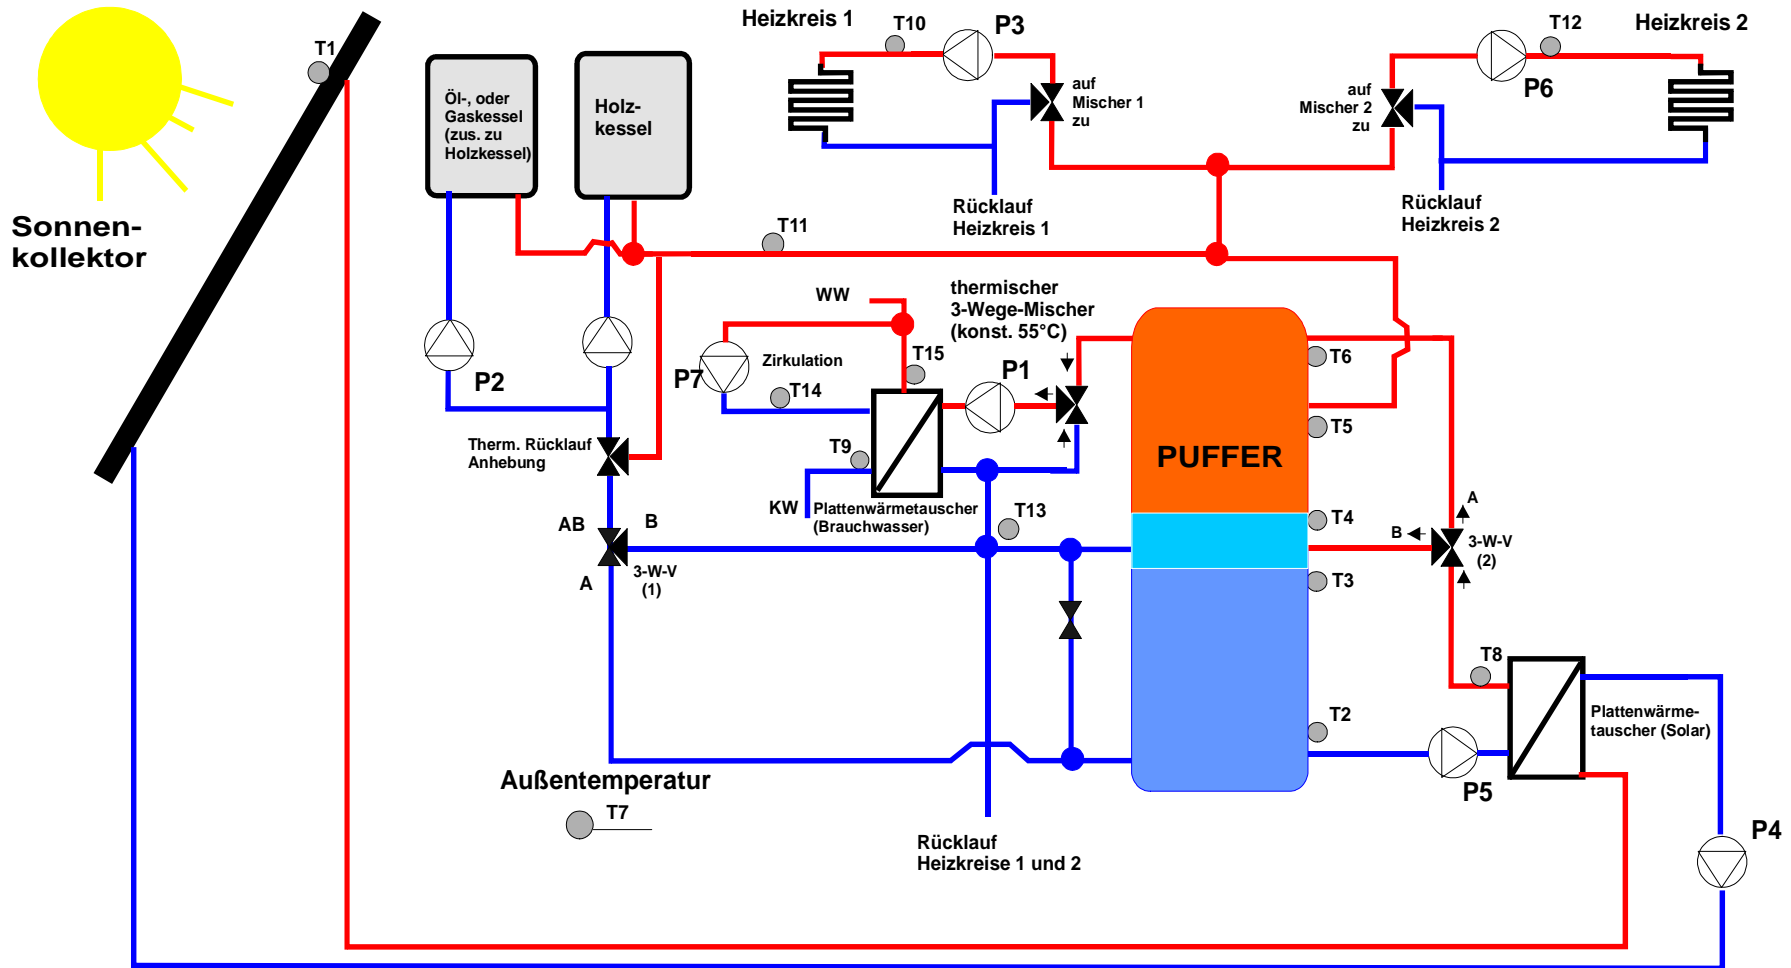 Heizkreis 1
T10
P3
T12
Heizkreis 2
T1
P6
auf
Mischer 1
zu
auf
Mischer 2
zu
Öl-, oder
Gaskessel
(zus. zu
Holzkessel)
Holz-
kessel
Sonnen-
kollektor
Rücklauf
Heizkreis 1
Rücklauf
Heizkreis 2
T11
WW
thermischer
3-Wege-Mischer
(konst. 55°C)
P2
P7
Zirkulation
T15
P1
T14
T6
T5
Therm. Rücklauf
Anhebung
T9
KW
Plattenwärmetauscher
(Brauchwasser)
PUFFER
T13
T4
A
B
3-W-V
(2)
AB
B
A
3-W-V
(1)
T3
T8
T2
Plattenwärme-
tauscher (Solar)
P5
Außentemperatur
T7
P4
Rücklauf
Heizkreise 1 und 2